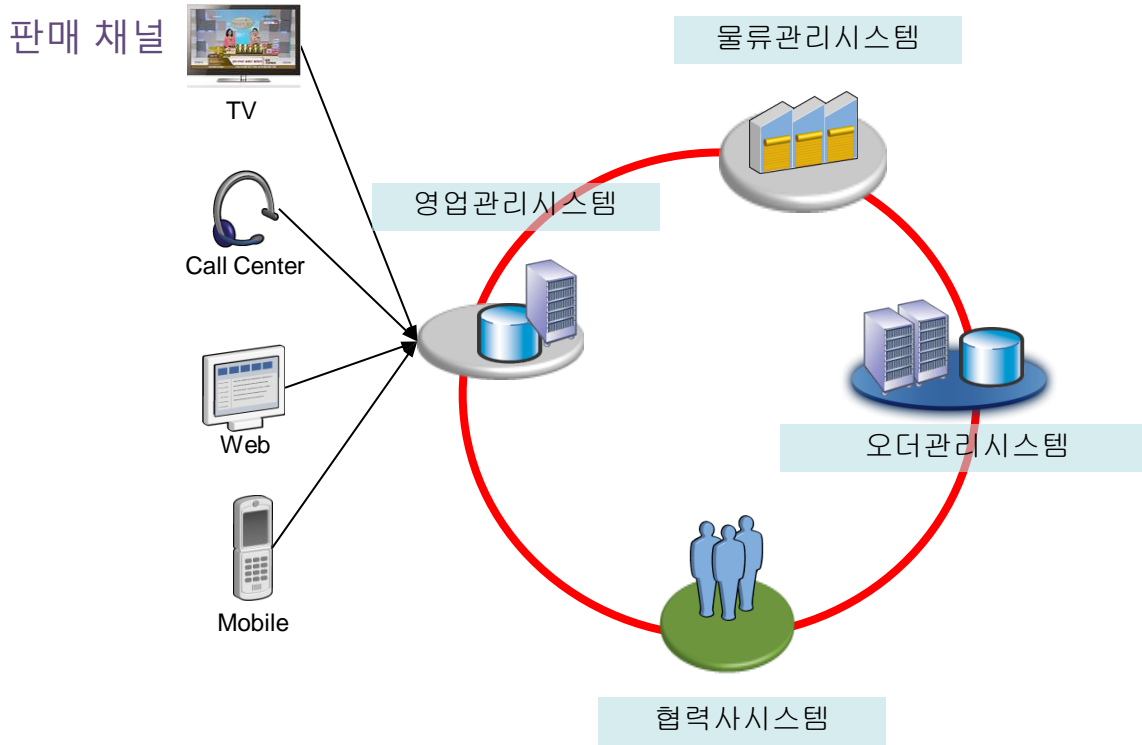 판매 채널
TV
물류관리시스템
영업관리시스템
Call Center
Web
오더관리시스템
Mobile
협력사시스템